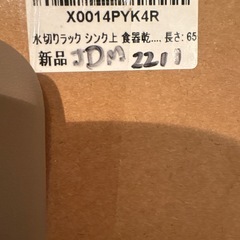 X0014PYK4R
水切りラック シンク上 食器乾.... 長さ: 65
新品 JDM 2211